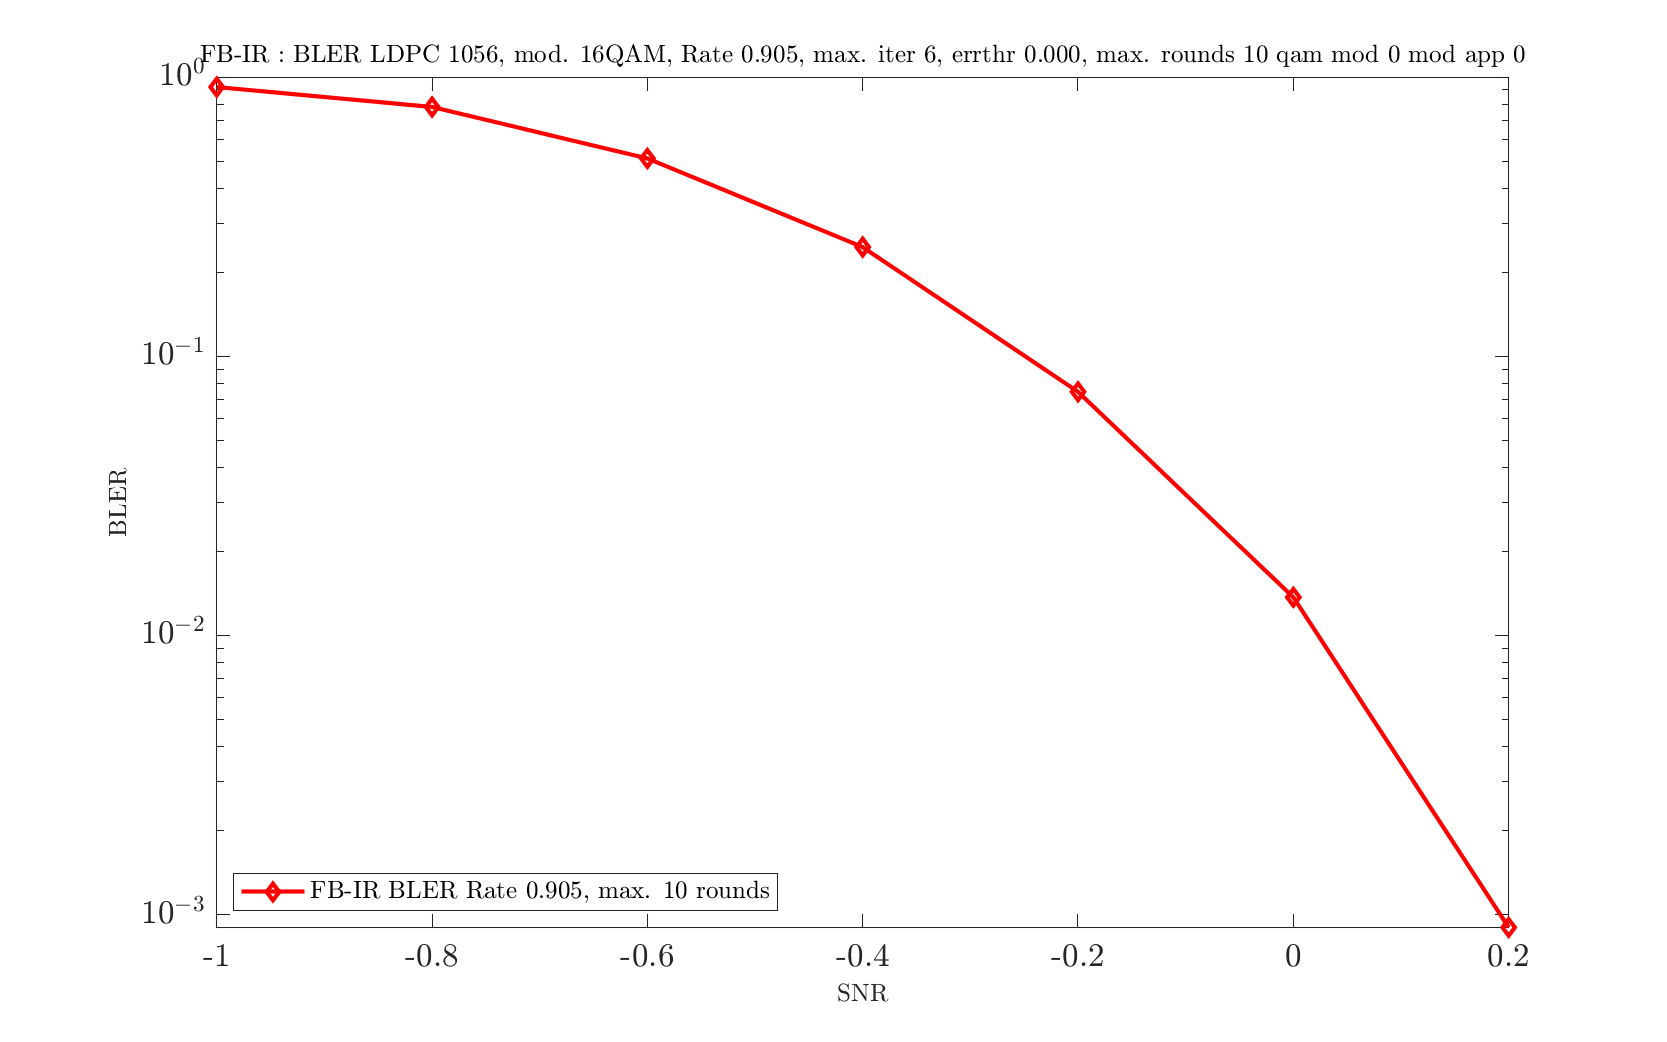 FB-IR : BLER LDPC 1056, mod. 16QAM, Rate 0.905, max. iter 6, errthr 0.000, max. rounds 10 qam mod 0 mod app 0
10^0
10^−1
10^−2
10^−3
BLER
FB-IR BLER Rate 0.905, max. 10 rounds
-1 -0.8 -0.6 -0.4 -0.2 0 0.2
SNR